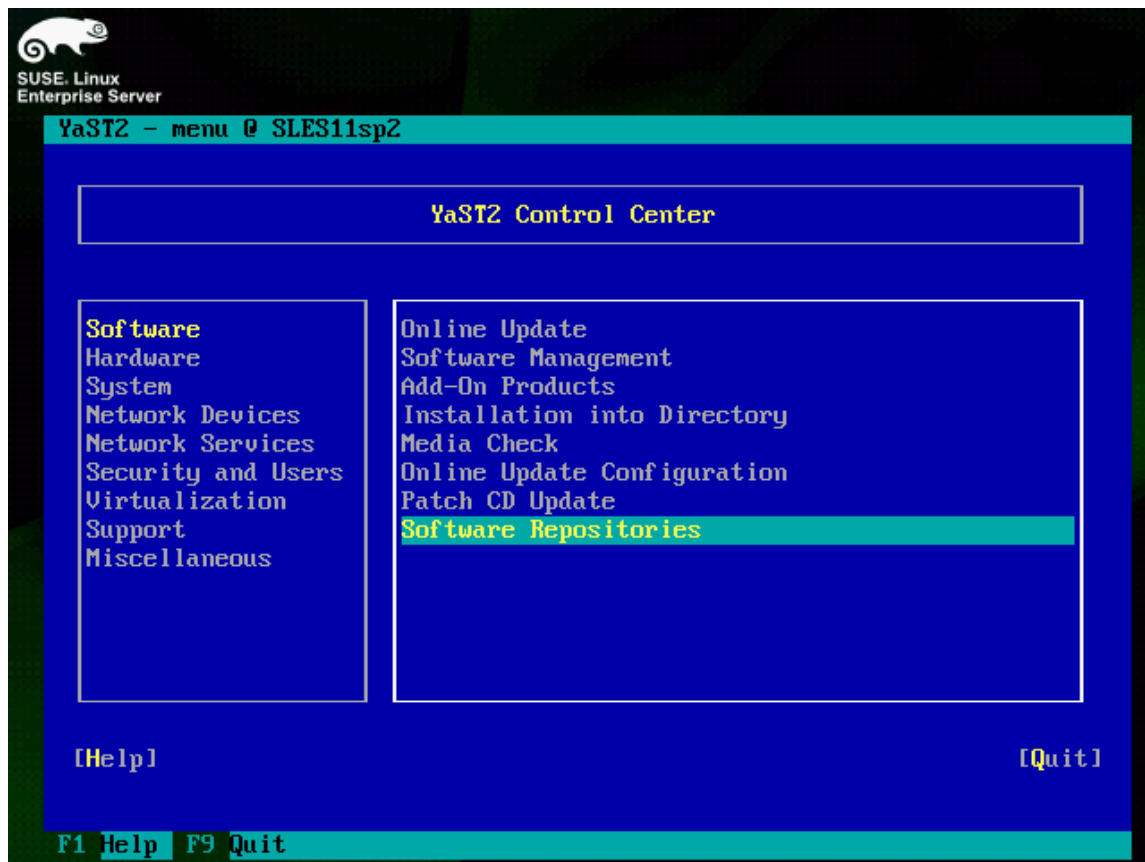 SUSE. Linux
Enterprise Server
YaST2 - menu @ SLES11sp2
YaST2 Control Center
Software
Hardware
System
Network Devices
Network Services
Security and Users
Virtualization
Support
Miscellaneous
Online Update
Software Management
Add-On Products
Installation into Directory
Media Check
Online Update Configuration
Patch CD Update
Software Repositories
[Help] [Quit]
F1 Help F9 Quit